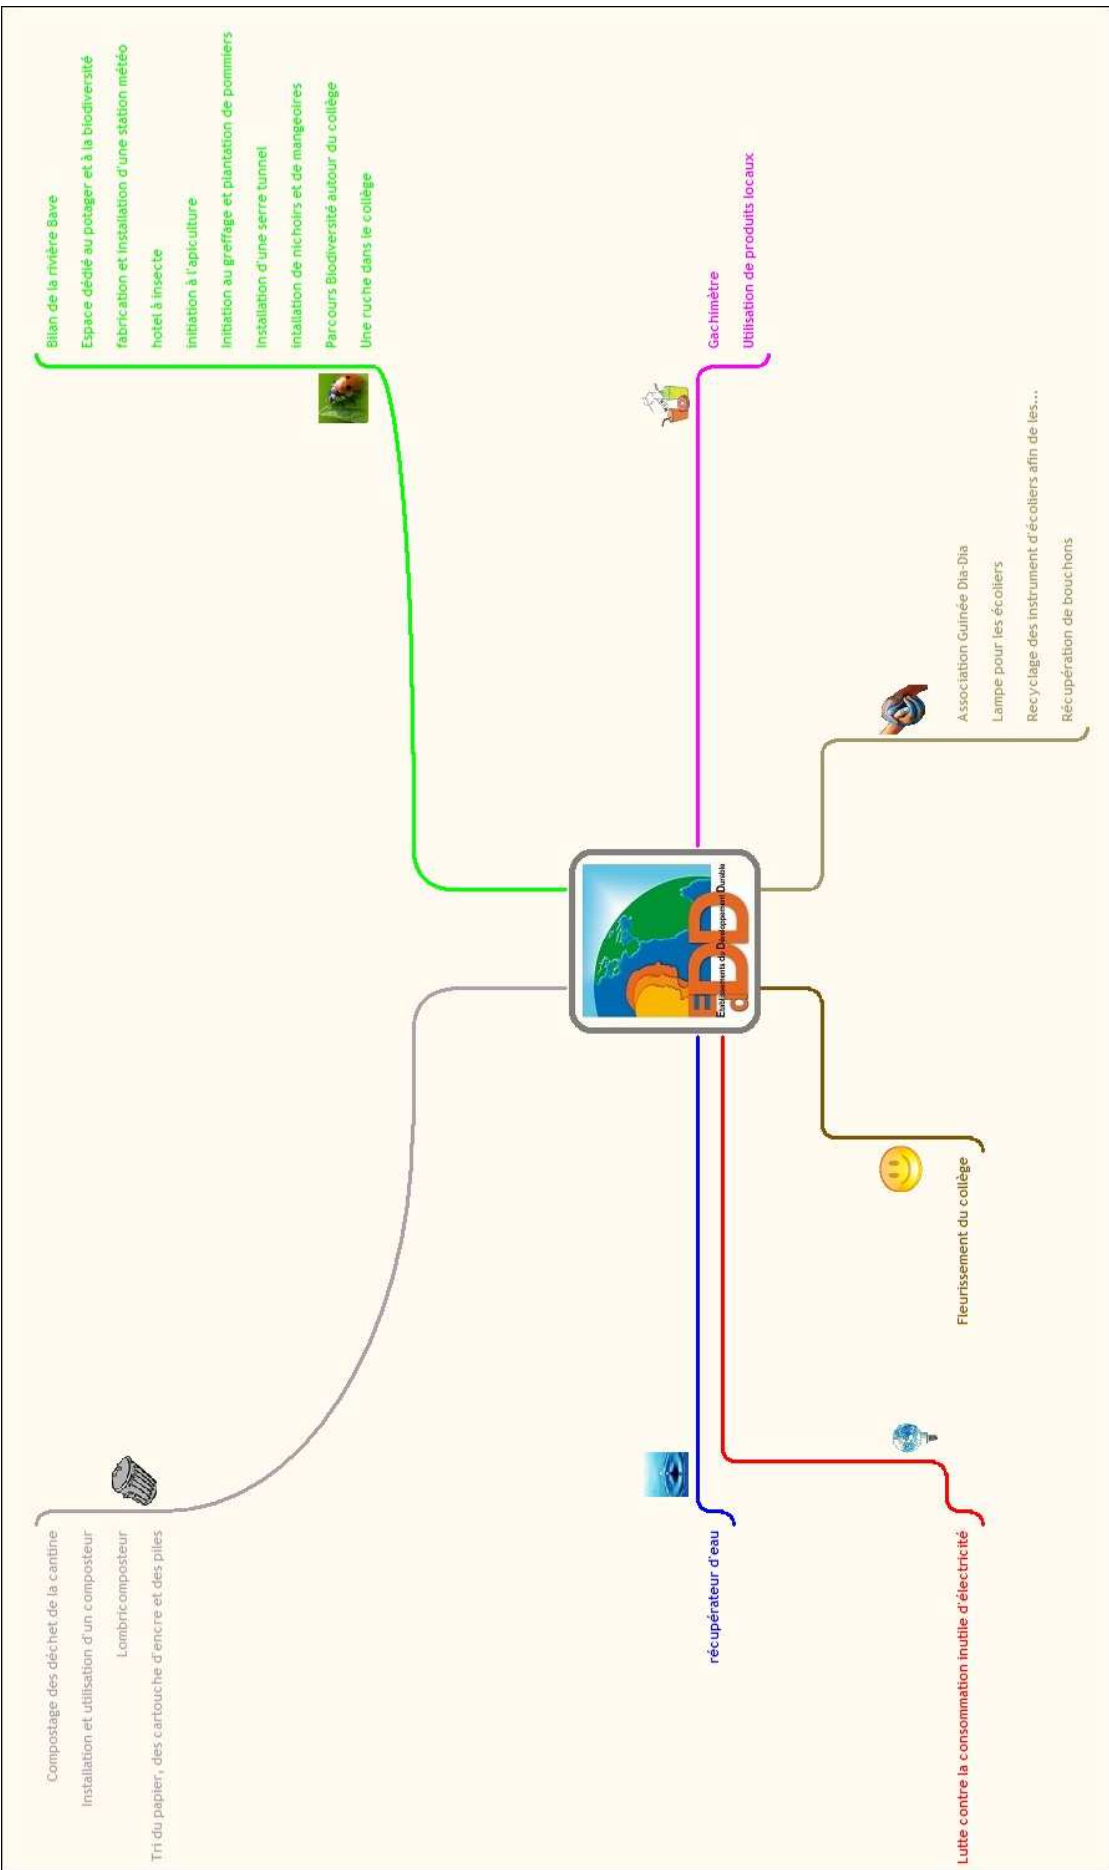 Compostage des déchet de la cantine
Installation et utilisation d'un composteur
Lombricomposteur
Tri du papier, des cartouche d'encre et des piles
Bilan de la rivière Bave
Espace dédié au potager et à la biodiversité
fabrication et installation d'une station météo
hotel à insecte
initiation à l'apiculture
Initiation au greffage et plantation de pommiers
Installation d'une serre tunnel
intallation de nichoirs et de mangeoires
Parcours Biodiversité autour du collège
Une ruche dans le collège
E
Etablissements de Développement Durable
dDD
récupérateur d'eau
Gachimètre
Utilisation de produits locaux
Lutte contre la consommation inutile d'électricité
Fleurissement du collège
Association Guinée Dia-Dia
Lampe pour les écoliers
Recyclage des instrument d'écoliers afin de les...
Récupération de bouchons